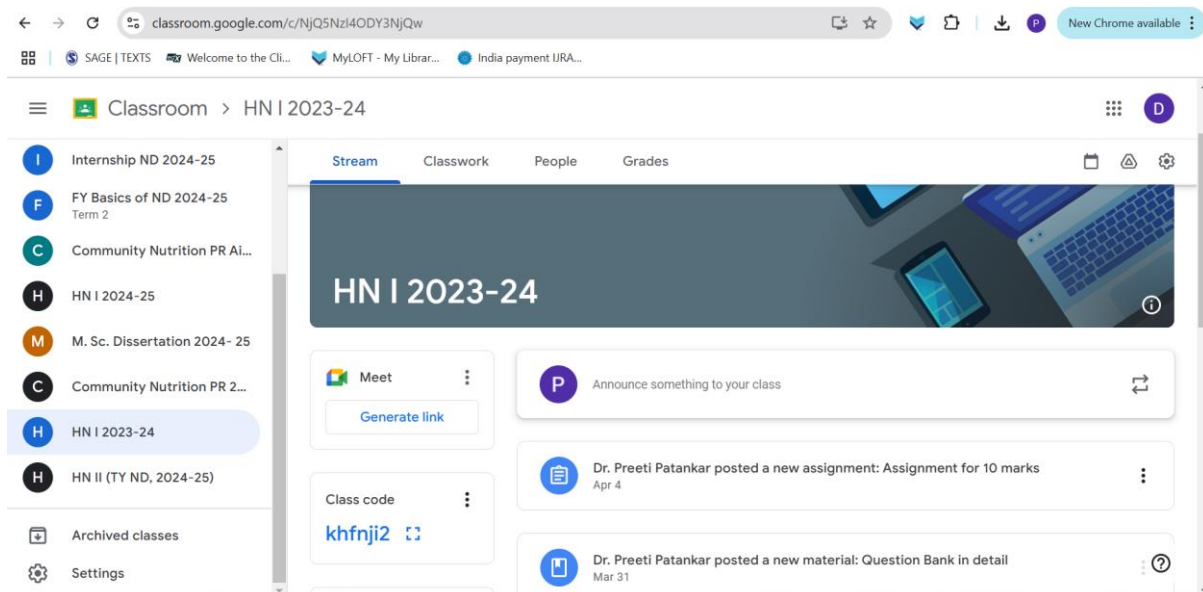 classroom.google.com/c/NjQ5NzI4ODY3NjQw
P
New Chrome available
SAGE | TEXTS
Welcome to the Cli...
MyLOFT - My Librar...
India payment IJRA...
Classroom > HN I 2023-24
D
I Internship ND 2024-25
F FY Basics of ND 2024-25
Term 2
C Community Nutrition PR Ai...
H HN I 2024-25
M M. Sc. Dissertation 2024- 25
C Community Nutrition PR 2...
H HN I 2023-24
H HN II (TY ND, 2024-25)
Archived classes
Settings
Stream Classwork People Grades
HN I 2023-24
Meet
Generate link
Class code
khfnji2
P Announce something to your class
Dr. Preeti Patankar posted a new assignment: Assignment for 10 marks
Apr 4
Dr. Preeti Patankar posted a new material: Question Bank in detail
Mar 31